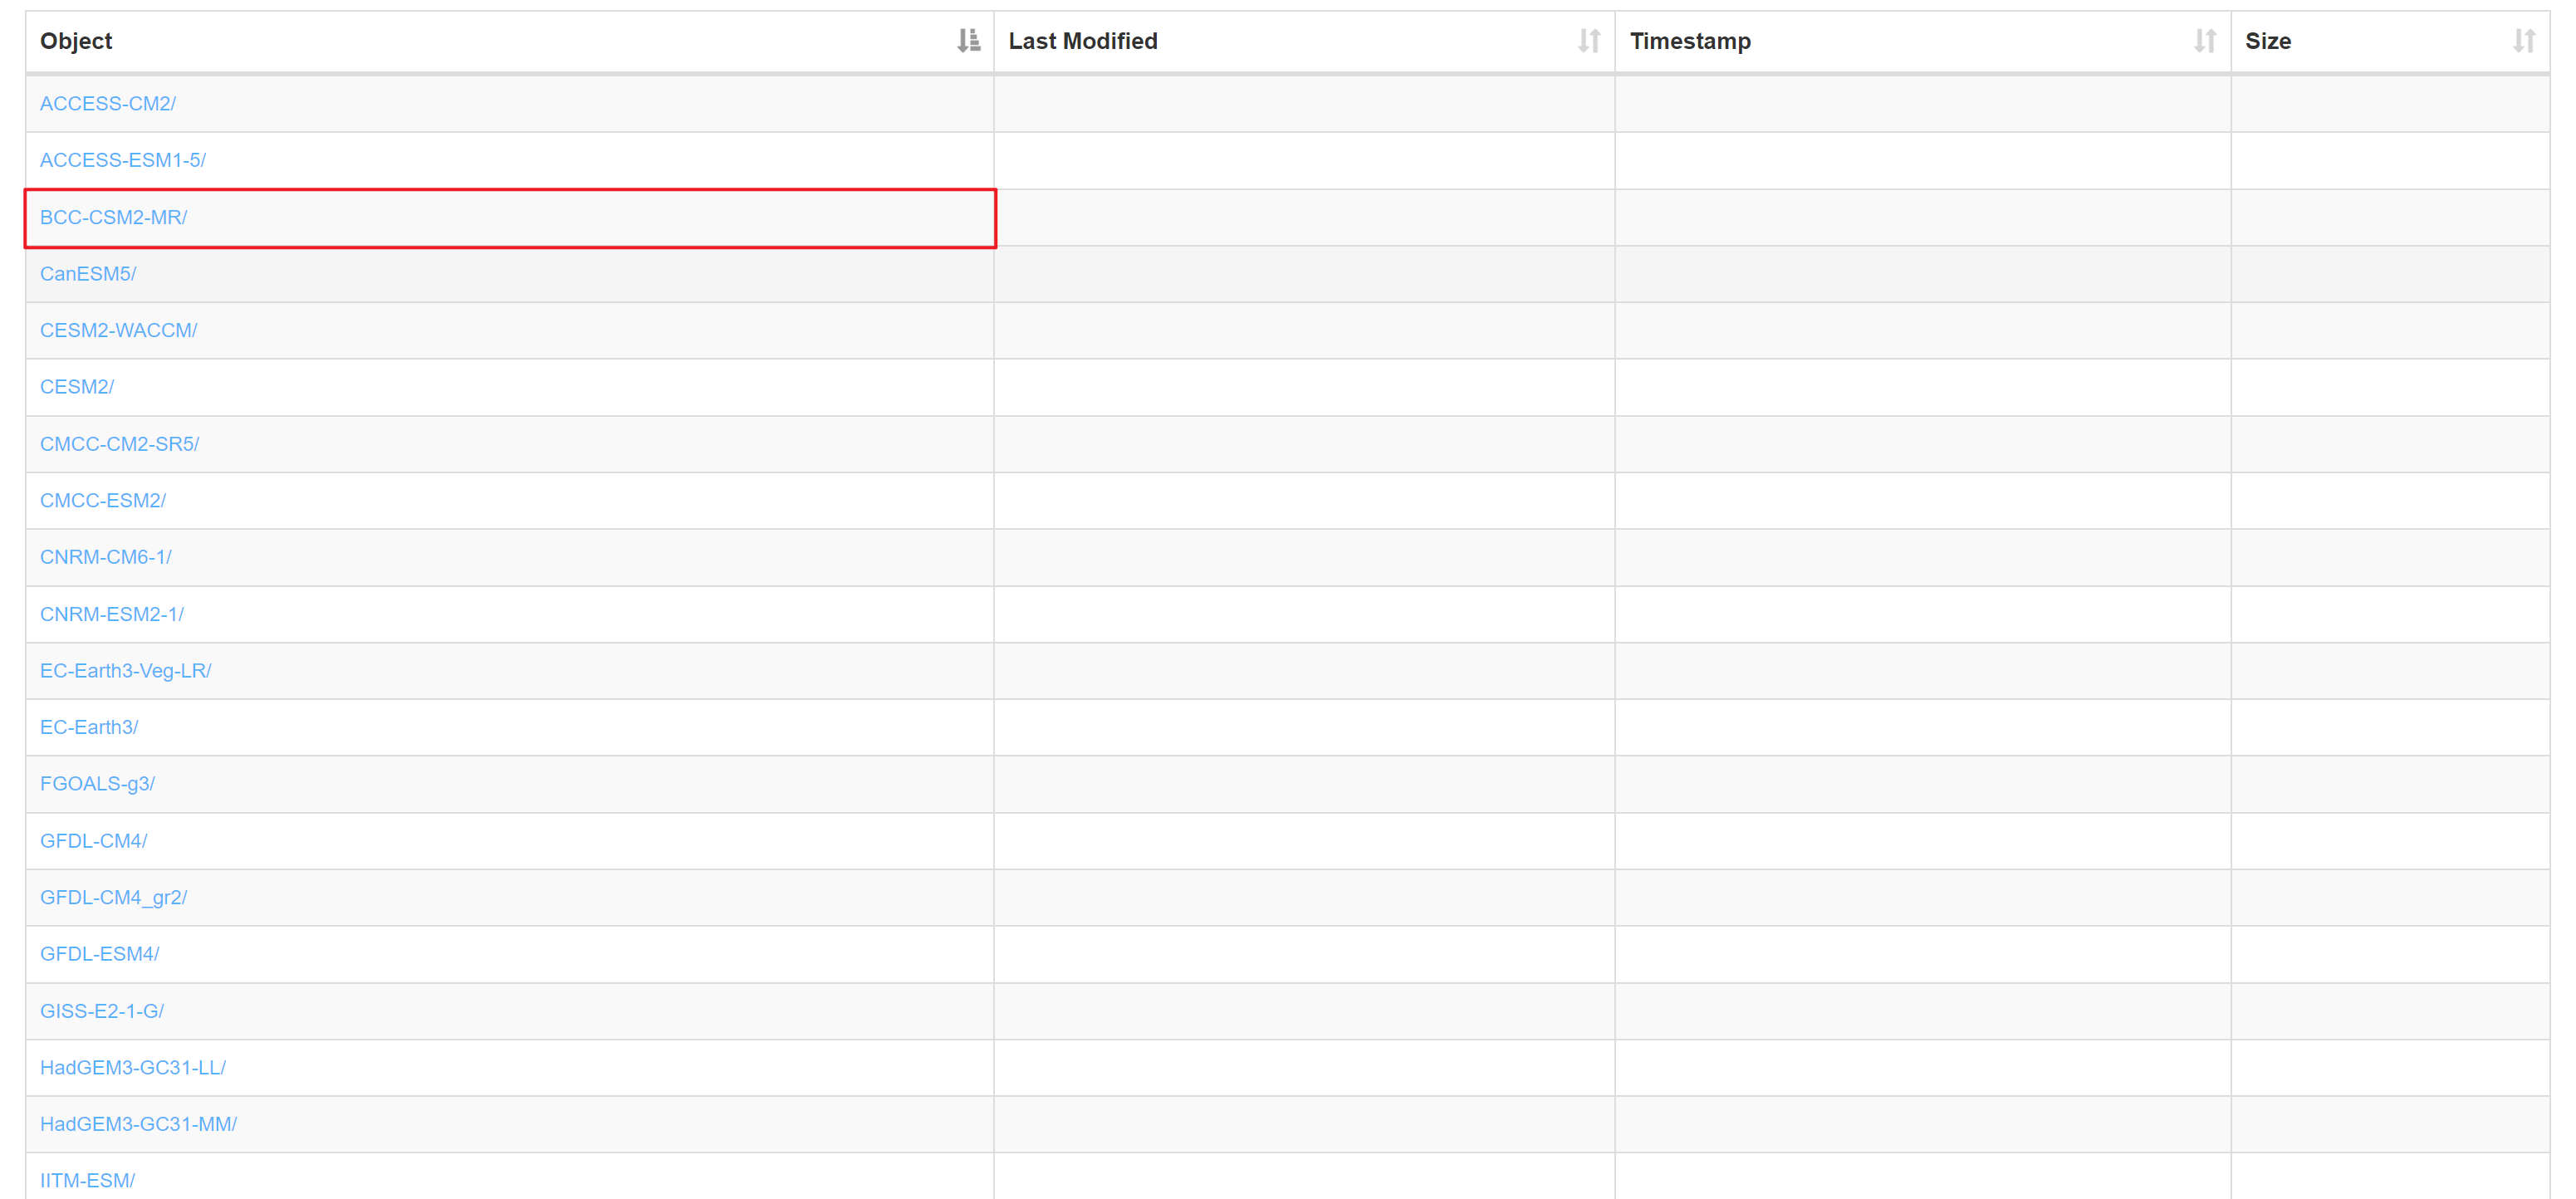 Object Last Modified Timestamp Size
ACCESS-CM2/
ACCESS-ESM1-5/
BCC-CSM2-MR/
CanESM5/
CESM2-WACCM/
CESM2/
CMCC-CM2-SR5/
CMCC-ESM2/
CNRM-CM6-1/
CNRM-ESM2-1/
EC-Earth3-Veg-LR/
EC-Earth3/
FGOALS-g3/
GFDL-CM4/
GFDL-CM4_gr2/
GFDL-ESM4/
GISS-E2-1-G/
HadGEM3-GC31-LL/
HadGEM3-GC31-MM/
IITM-ESM/